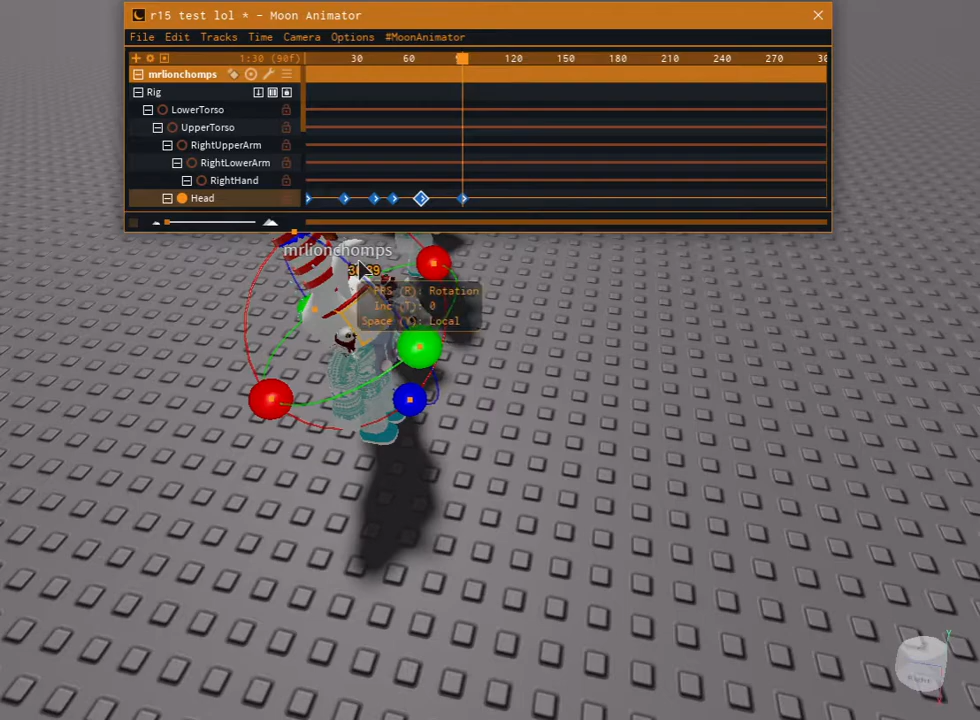 r15 test lol * - Moon Animator
File Edit Tracks Time Camera Options #MoonAnimator
1:30 (90f) 30 60 120 150 180 210 240 270
mrlionchomps
Rig
LowerTorso
UpperTorso
RightUpperArm
RightLowerArm
RightHand
Head
mrlionchomps
PRS (R): Rotation
Inc (T): 0
Space (Y): Local
Y